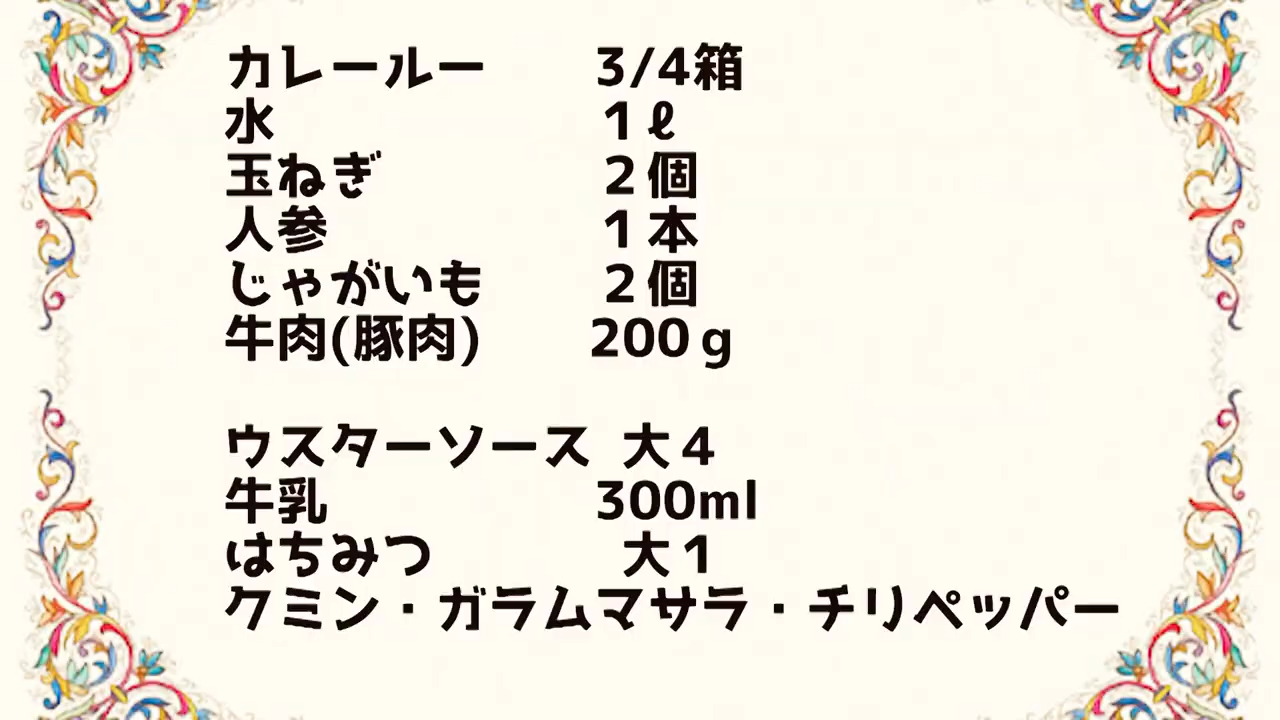 カレールー 3/4箱
水 1ℓ
玉ねぎ 2個
人参 1本
じゃがいも 2個
牛肉(豚肉) 200g
ウスターソース 大4
牛乳 300ml
はちみつ 大1
クミン・ガラムマサラ・チリペッパー